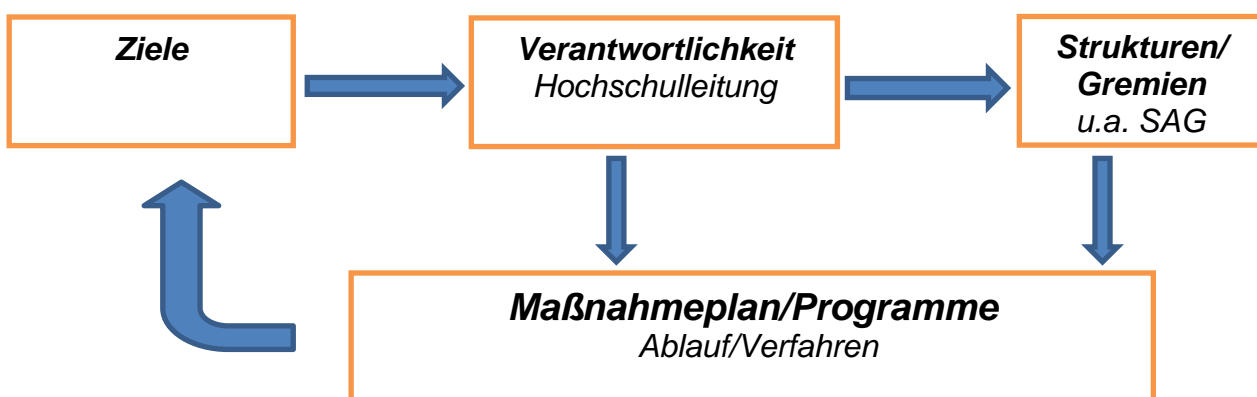 Ziele
Verantwortlichkeit
Hochschulleitung
Strukturen/
Gremien
u.a. SAG
Maßnahmeplan/Programme
Ablauf/Verfahren